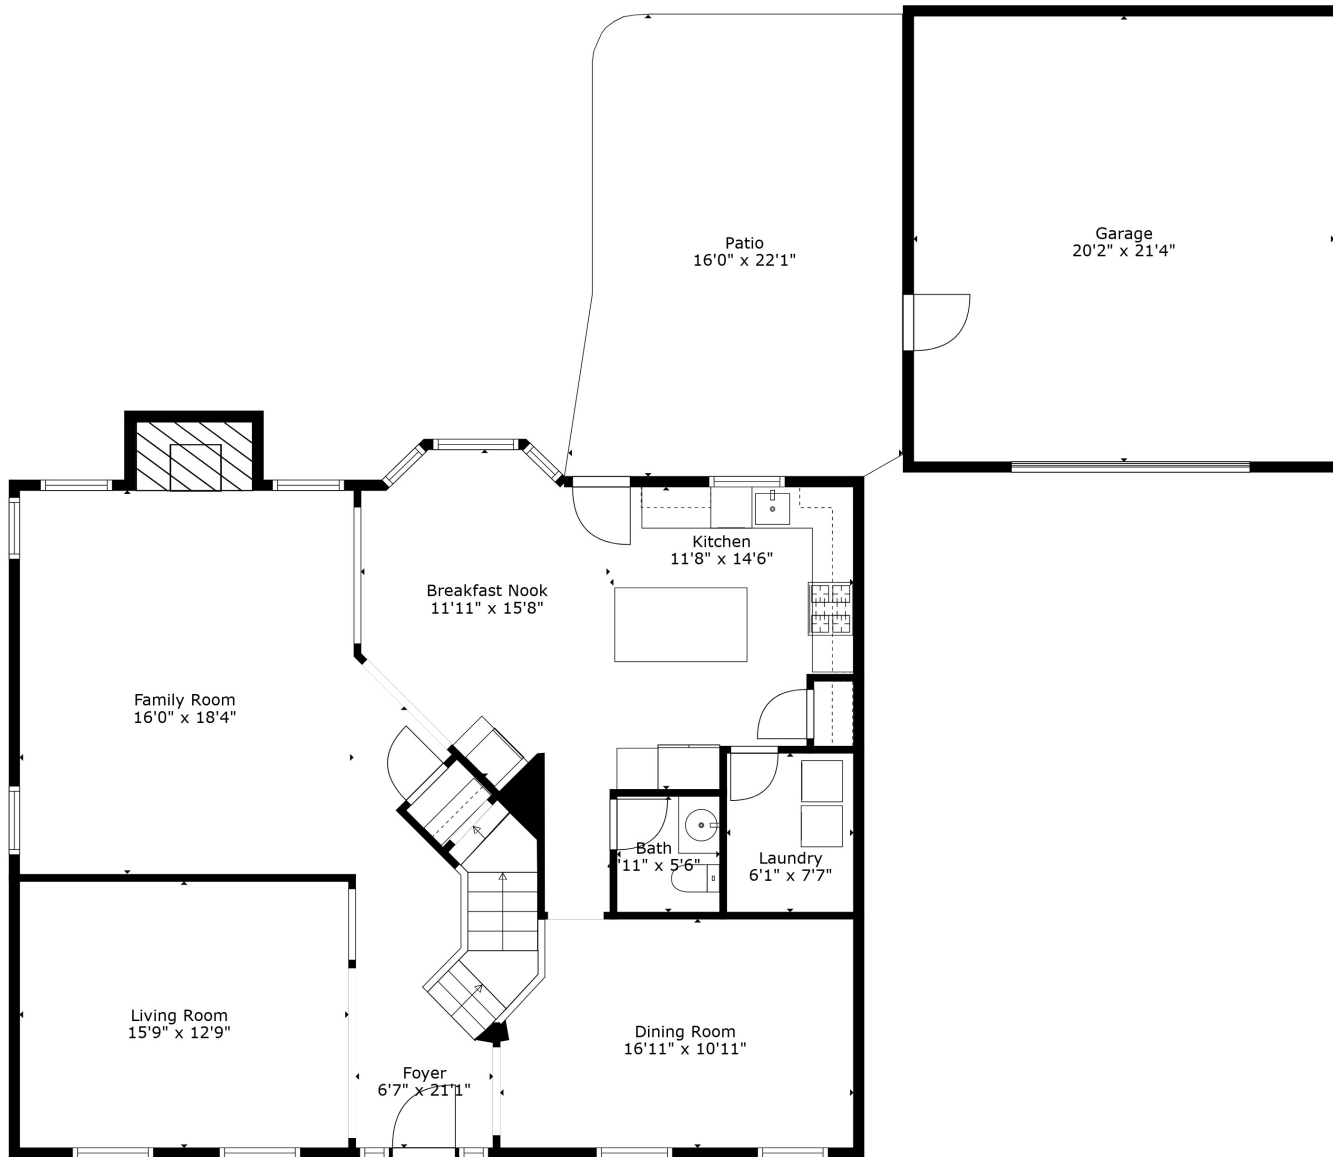 Patio
16'0" x 22'1"
Garage
20'2" x 21'4"
Kitchen
11'8" x 14'6"
Breakfast Nook
11'11" x 15'8"
Family Room
16'0" x 18'4"
Bath
4'11" x 5'6"
Laundry
6'1" x 7'7"
Living Room
15'9" x 12'9"
Dining Room
16'11" x 10'11"
Foyer
6'7" x 21'1"